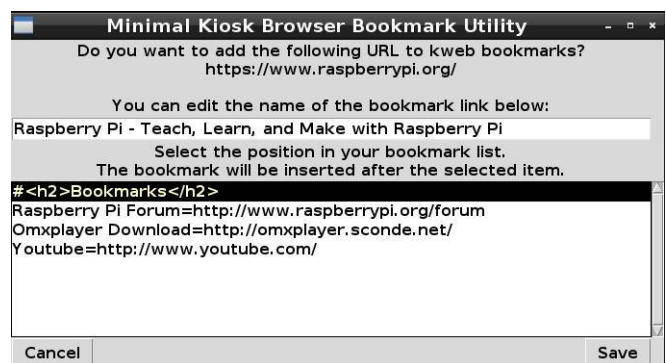 Minimal Kiosk Browser Bookmark Utility
Do you want to add the following URL to kweb bookmarks?
https://www.raspberrypi.org/
You can edit the name of the bookmark link below:
Raspberry Pi - Teach, Learn, and Make with Raspberry Pi
Select the position in your bookmark list.
The bookmark will be inserted after the selected item.
#<h2>Bookmarks</h2>
Raspberry Pi Forum=http://www.raspberrypi.org/forum
Omxplayer Download=http://omxplayer.sconde.net/
Youtube=http://www.youtube.com/
Cancel Save